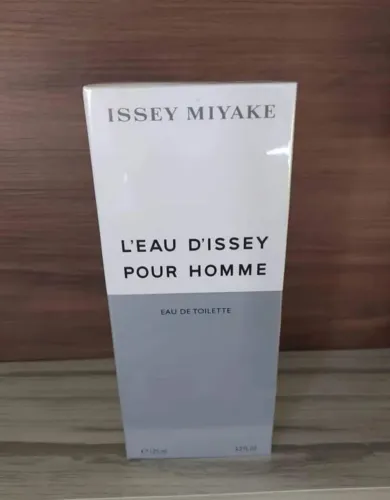 ISSEY MIYAKE
L'EAU D'ISSEY
POUR HOMME
EAU DE TOILETTE